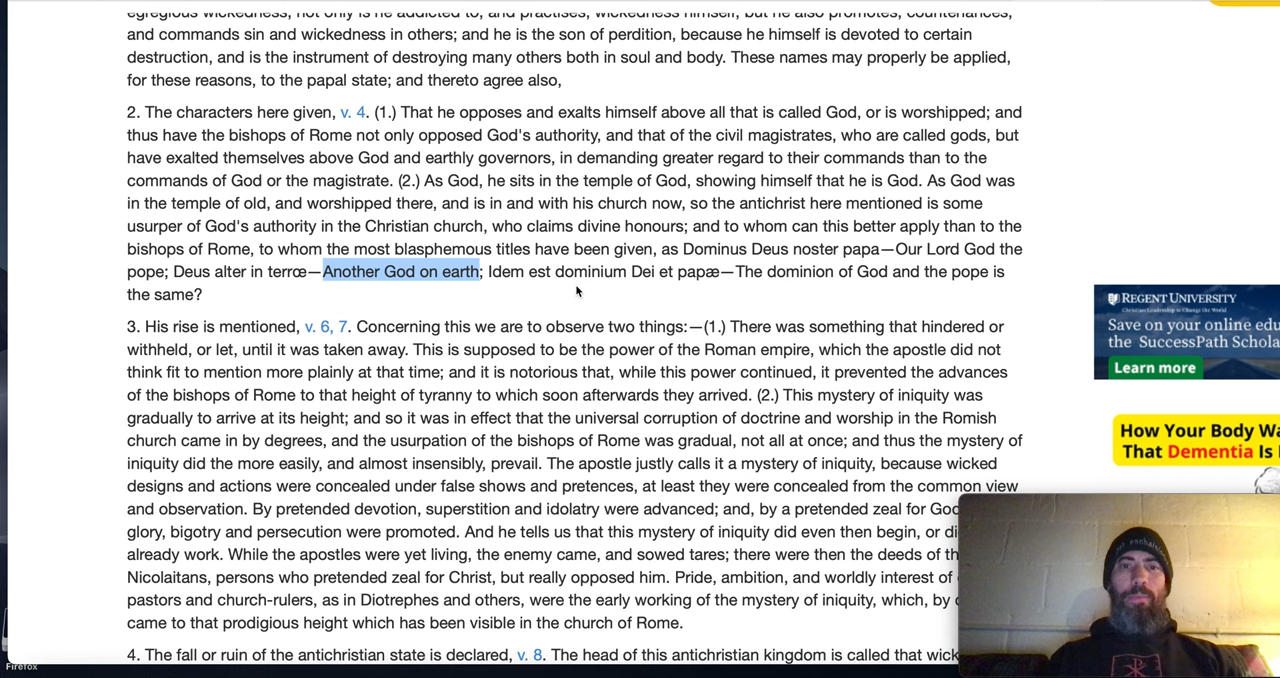 and commands sin and wickedness in others; and he is the son of perdition, because he himself is devoted to certain
destruction, and is the instrument of destroying many others both in soul and body. These names may properly be applied,
for these reasons, to the papal state; and thereto agree also,
2. The characters here given, v. 4. (1.) That he opposes and exalts himself above all that is called God, or is worshipped; and
thus have the bishops of Rome not only opposed God's authority, and that of the civil magistrates, who are called gods, but
have exalted themselves above God and earthly governors, in demanding greater regard to their commands than to the
commands of God or the magistrate. (2.) As God, he sits in the temple of God, showing himself that he is God. As God was
in the temple of old, and worshipped there, and is in and with his church now, so the antichrist here mentioned is some
usurper of God's authority in the Christian church, who claims divine honours; and to whom can this better apply than to the
bishops of Rome, to whom the most blasphemous titles have been given, as Dominus Deus noster papa—Our Lord God the
pope; Deus alter in terrœ—Another God on earth; Idem est dominium Dei et papæ—The dominion of God and the pope is
the same?
3. His rise is mentioned, v. 6, 7. Concerning this we are to observe two things:—(1.) There was something that hindered or
withheld, or let, until it was taken away. This is supposed to be the power of the Roman empire, which the apostle did not
think fit to mention more plainly at that time; and it is notorious that, while this power continued, it prevented the advances
of the bishops of Rome to that height of tyranny to which soon afterwards they arrived. (2.) This mystery of iniquity was
gradually to arrive at its height; and so it was in effect that the universal corruption of doctrine and worship in the Romish
church came in by degrees, and the usurpation of the bishops of Rome was gradual, not all at once; and thus the mystery of
iniquity did the more easily, and almost insensibly, prevail. The apostle justly calls it a mystery of iniquity, because wicked
designs and actions were concealed under false shows and pretences, at least they were concealed from the common view
and observation. By pretended devotion, superstition and idolatry were advanced; and, by a pretended zeal for God
glory, bigotry and persecution were promoted. And he tells us that this mystery of iniquity did even then begin, or di
already work. While the apostles were yet living, the enemy came, and sowed tares; there were then the deeds of th
Nicolaitans, persons who pretended zeal for Christ, but really opposed him. Pride, ambition, and worldly interest of
pastors and church-rulers, as in Diotrephes and others, were the early working of the mystery of iniquity, which, by
came to that prodigious height which has been visible in the church of Rome.
4. The fall or ruin of the antichristian state is declared, v. 8. The head of this antichristian kingdom is called that wick
REGENT UNIVERSITY
Christian Leadership to Change the World
Save on your online edu
the SuccessPath Schola
Learn more
How Your Body Wa
That Dementia Is
Firefox